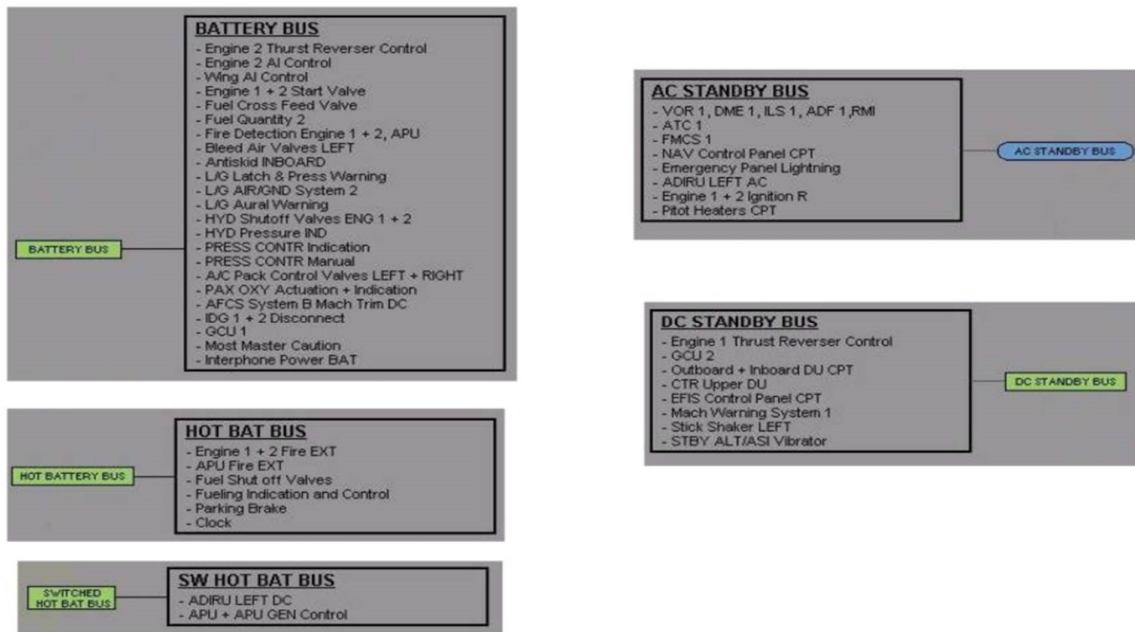 BATTERY BUS
- Engine 2 Thurst Reverser Control
- Engine 2 AI Control
- Wing AI Control
- Engine 1 + 2 Start Valve
- Fuel Cross Feed Valve
- Fuel Quantity 2
- Fire Detection Engine 1 + 2, APU
- Bleed Air Valves LEFT
- Antiskid INBOARD
- L/G Latch & Press Warning
- L/G AIR/GND System 2
- L/G Aural Warning
- HYD Shutoff Valves ENG 1 + 2
- HYD Pressure IND
- PRESS CONTR Indication
- PRESS CONTR Manual
- A/C Pack Control Valves LEFT + RIGHT
- PAX OXY Actuation + Indication
- AFCS System B Mach Trim DC
- IDG 1 + 2 Disconnect
- GCU 1
- Most Master Caution
- Interphone Power BAT
BATTERY BUS
HOT BAT BUS
- Engine 1 + 2 Fire EXT
- APU Fire EXT
- Fuel Shut off Valves
- Fueling Indication and Control
- Parking Brake
- Clock
HOT BATTERY BUS
SW HOT BAT BUS
- ADIRU LEFT DC
- APU + APU GEN Control
SWITCHED
HOT BAT BUS
AC STANDBY BUS
- VOR 1, DME 1, ILS 1, ADF 1,RMI
- ATC 1
- FMCS 1
- NAV Control Panel CPT
- Emergency Panel Lightning
- ADIRU LEFT AC
- Engine 1 + 2 Ignition R
- Pitot Heaters CPT
AC STANDBY BUS
DC STANDBY BUS
- Engine 1 Thrust Reverser Control
- GCU 2
- Outboard + Inboard DU CPT
- CTR Upper DU
- EFIS Control Panel CPT
- Mach Warning System 1
- Stick Shaker LEFT
- STBY ALT/ASI Vibrator
DC STANDBY BUS